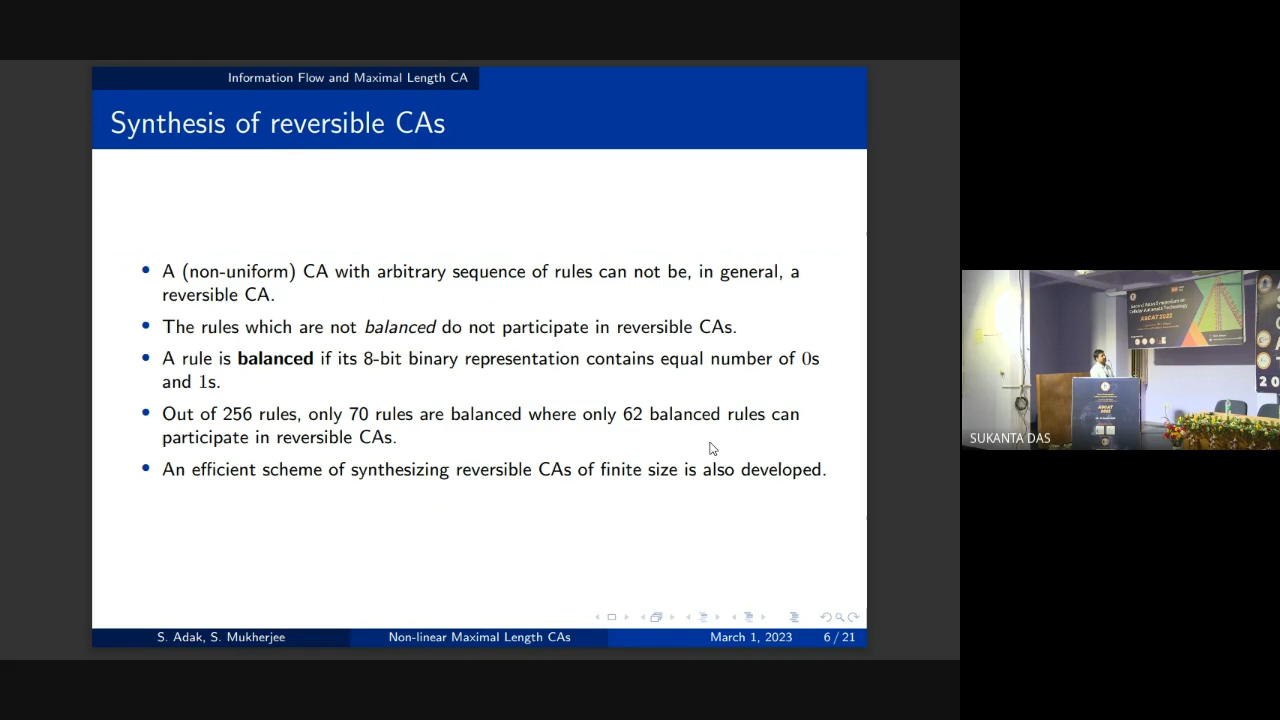 Information Flow and Maximal Length CA
Synthesis of reversible CAs
• A (non-uniform) CA with arbitrary sequence of rules can not be, in general, a
reversible CA.
• The rules which are not balanced do not participate in reversible CAs.
• A rule is balanced if its 8-bit binary representation contains equal number of 0s
and 1s.
• Out of 256 rules, only 70 rules are balanced where only 62 balanced rules can
participate in reversible CAs.
• An efficient scheme of synthesizing reversible CAs of finite size is also developed.
S. Adak, S. Mukherjee
Non-linear Maximal Length CAs
March 1, 2023
6 / 21
Cellular Automata Technology
ASCAT 2023
SUKANTA DAS